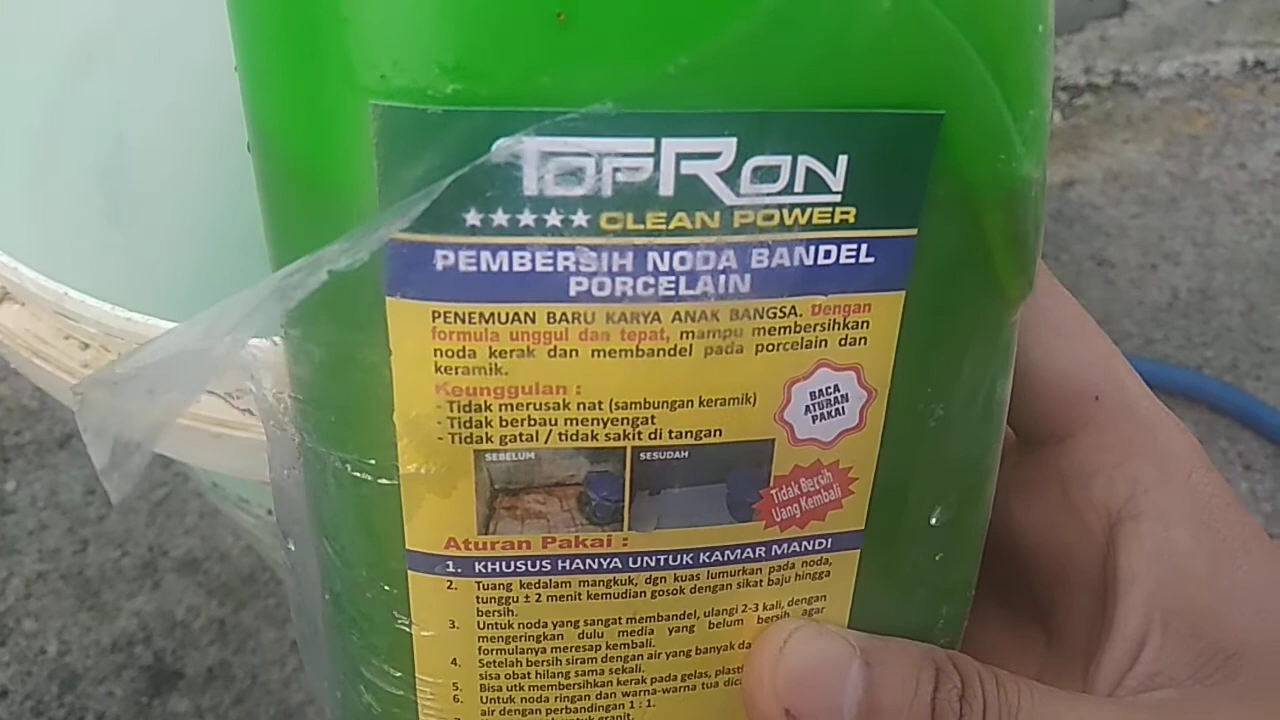 TOPRON
CLEAN POWER
PEMBERSIH NODA BANDEL
PORCELAIN
PENEMUAN BARU KARYA ANAK BANGSA. Dengan
formula unggul dan tepat, mampu membersihkan
noda kerak dan membandel pada porcelain dan
keramik.
Keunggulan :
- Tidak merusak nat (sambungan keramik)
- Tidak berbau menyengat
- Tidak gatal / tidak sakit di tangan
BACA
ATURAN
PAKAI
SEBELUM
SESUDAH
Tidak Bersih
Uang Kembali
Aturan Pakai :
1. KHUSUS HANYA UNTUK KAMAR MANDI
2. Tuang kedalam mangkuk, dgn kuas lumurkan pada noda,
tunggu ± 2 menit kemudian gosok dengan sikat baju hingga
bersih.
3. Untuk noda yang sangat membandel, ulangi 2-3 kali, dengan
mengeringkan dulu media yang belum bersih agar
formulanya meresap kembali.
4. Setelah bersih siram dengan air yang banyak
sisa obat hilang sama sekali.
5. Bisa utk membersihkan kerak pada gelas,
6. Untuk noda ringan dan warna-warna tua
air dengan perbandingan 1 : 1.
untuk granit.